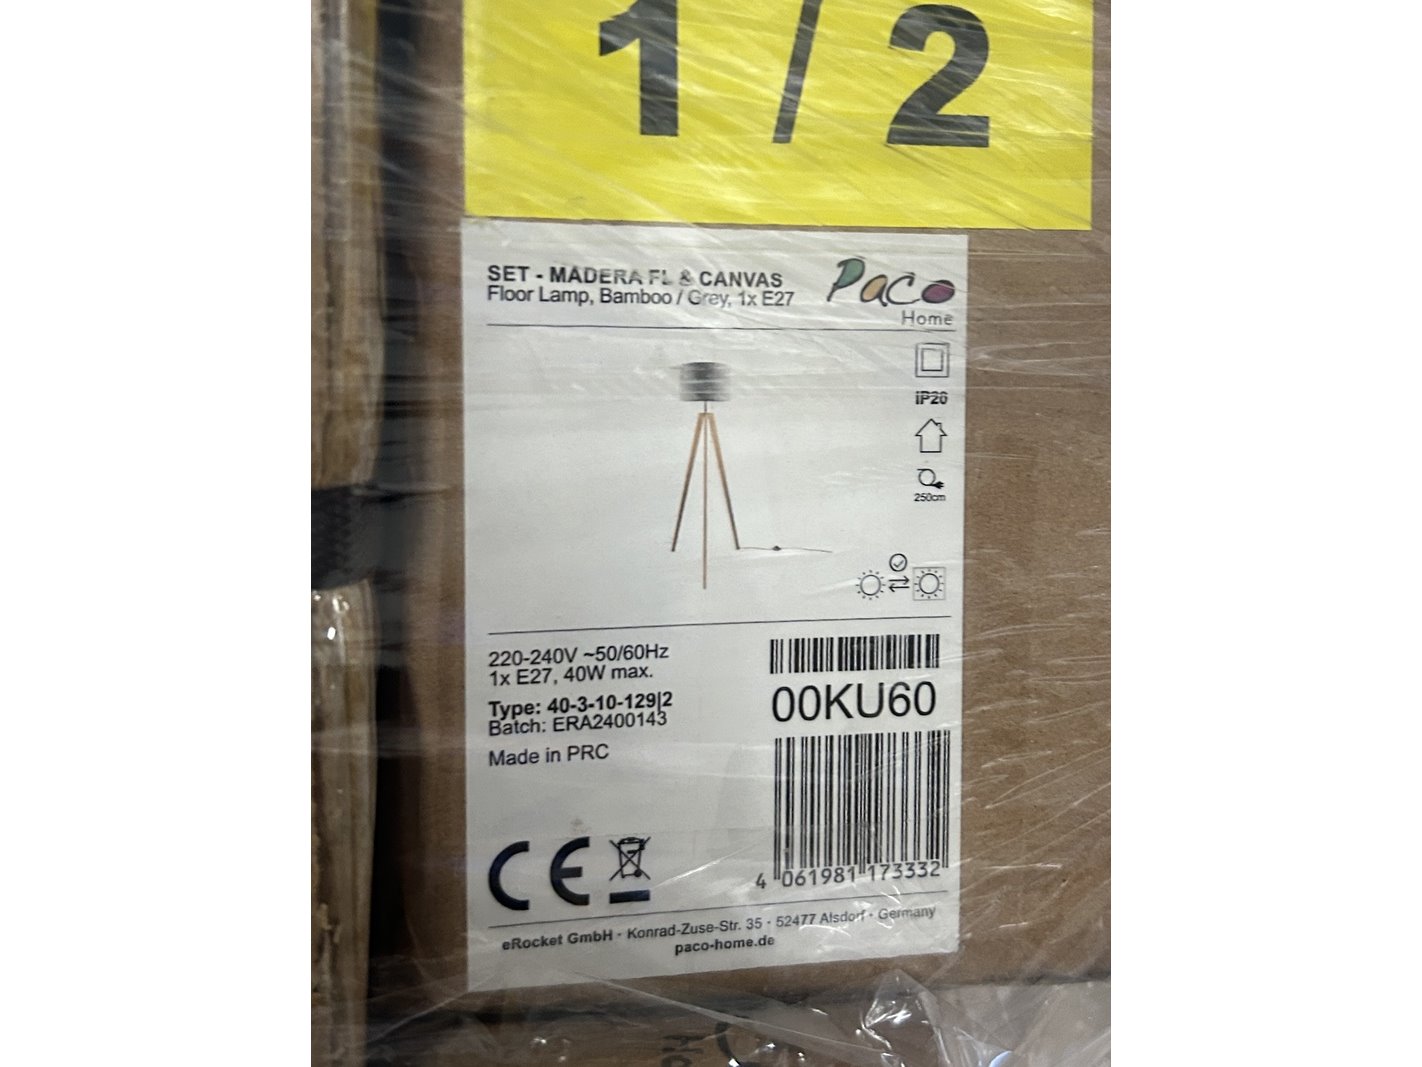 1 / 2
SET - MADERA FL & CANVAS
Floor Lamp, Bamboo / Grey, 1x E27
Paco
Home
IP20
250cm
220-240V ~50/60Hz
1x E27, 40W max.
Type: 40-3-10-129|2
Batch: ERA2400143
Made in PRC
00KU60
CE
4 061981 173332
eRocket GmbH · Konrad-Zuse-Str. 35 · 52477 Alsdorf · Germany
paco-home.de